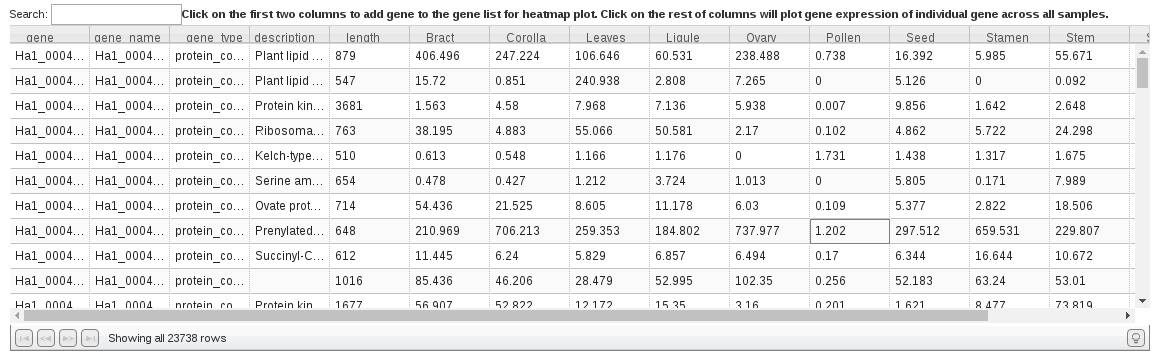 Search: Click on the first two columns to add gene to the gene list for heatmap plot. Click on the rest of columns will plot gene expression of individual gene across all samples.
gene gene_name gene_type description length Bract Corolla Leaves Ligule Ovary Pollen Seed Stamen Stem S
Ha1_0004... Ha1_0004... protein_co... Plant lipid ... 879 406.496 247.224 106.646 60.531 238.488 0.738 16.392 5.985 55.671
Ha1_0004... Ha1_0004... protein_co... Plant lipid ... 547 15.72 0.851 240.938 2.808 7.265 0 5.126 0 0.092
Ha1_0004... Ha1_0004... protein_co... Protein kin... 3681 1.563 4.58 7.968 7.136 5.938 0.007 9.856 1.642 2.648
Ha1_0004... Ha1_0004... protein_co... Ribosoma... 763 38.195 4.883 55.066 50.581 2.17 0.102 4.862 5.722 24.298
Ha1_0004... Ha1_0004... protein_co... Kelch-type... 510 0.613 0.548 1.166 1.176 0 1.731 1.438 1.317 1.675
Ha1_0004... Ha1_0004... protein_co... Serine am... 654 0.478 0.427 1.212 3.724 1.013 0 5.805 0.171 7.989
Ha1_0004... Ha1_0004... protein_co... Ovate prot... 714 54.436 21.525 8.605 11.178 6.03 0.109 5.377 2.822 18.506
Ha1_0004... Ha1_0004... protein_co... Prenylated... 648 210.969 706.213 259.353 184.802 737.977 1.202 297.512 659.531 229.807
Ha1_0004... Ha1_0004... protein_co... Succinyl-C... 612 11.445 6.24 5.829 6.857 6.494 0.17 6.344 16.644 10.672
Ha1_0004... Ha1_0004... protein_co... 1016 85.436 46.206 28.479 52.995 102.35 0.256 52.183 63.24 53.01
Ha1_0004... Ha1_0004... protein_co... Protein kin... 1677 56.907 52.822 12.172 15.35 3.16 0.201 1.621 8.477 73.819
Showing all 23738 rows